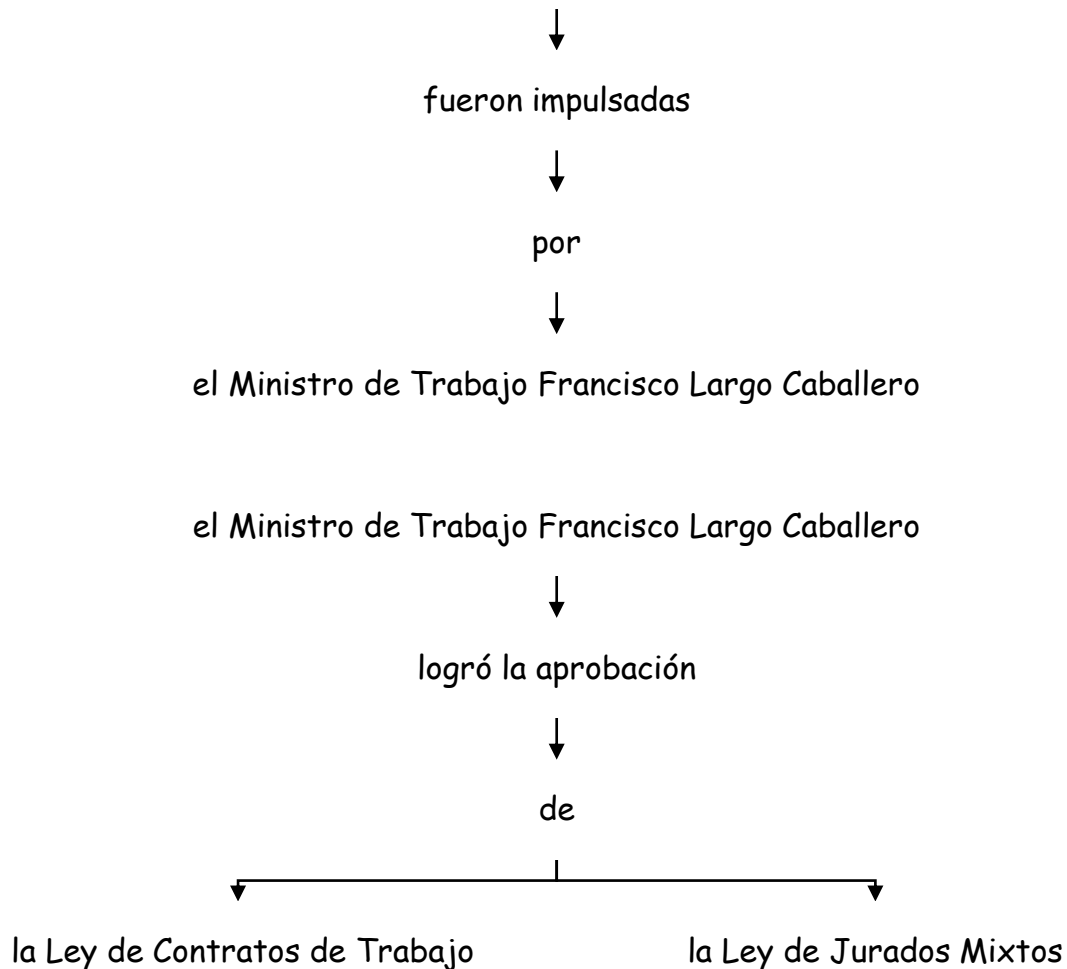 fueron impulsadas
por
el Ministro de Trabajo Francisco Largo Caballero
el Ministro de Trabajo Francisco Largo Caballero
logró la aprobación
de
la Ley de Contratos de Trabajo
la Ley de Jurados Mixtos